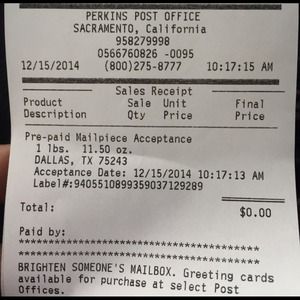 PERKINS POST OFFICE
SACRAMENTO, California
958279998
0566760826 -0095
12/15/2014 (800)275-8777 10:17:15 AM
Sales Receipt
Product Sale Unit Final
Description Qty Price Price
Pre-paid Mailpiece Acceptance
1 lbs. 11.50 oz.
DALLAS, TX 75243
Acceptance Date: 12/15/2014 10:17:13 AM
Label#:9405510899359037129289
Total: $0.00
Paid by:
BRIGHTEN SOMEONE'S MAILBOX. Greeting cards
available for purchase at select Post
Offices.